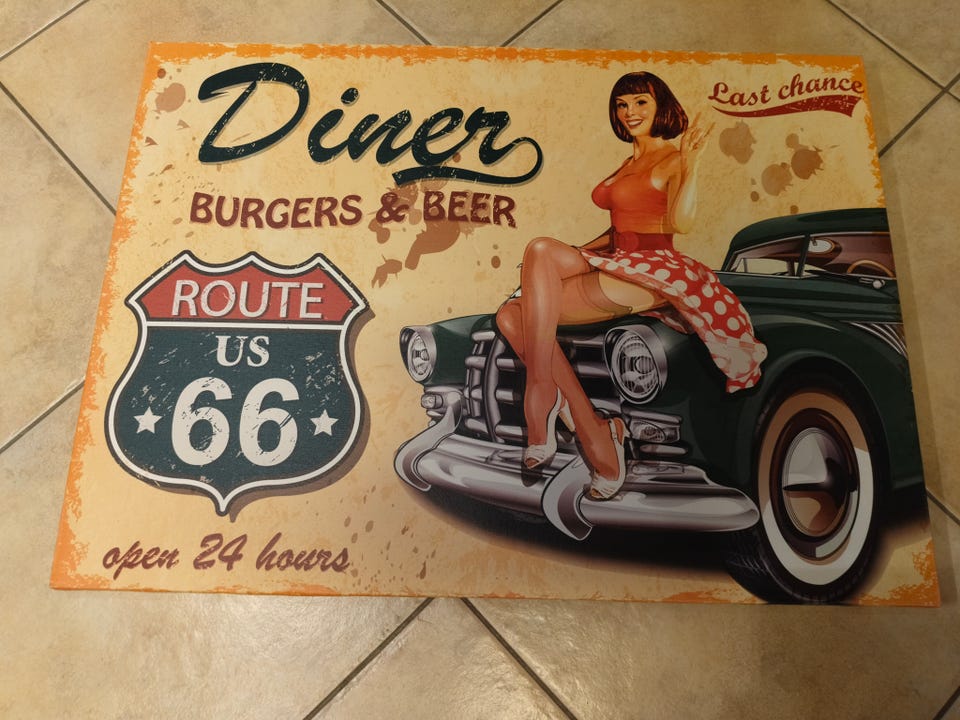 Diner
Last chance
BURGERS & BEER
ROUTE
US
66
open 24 hours